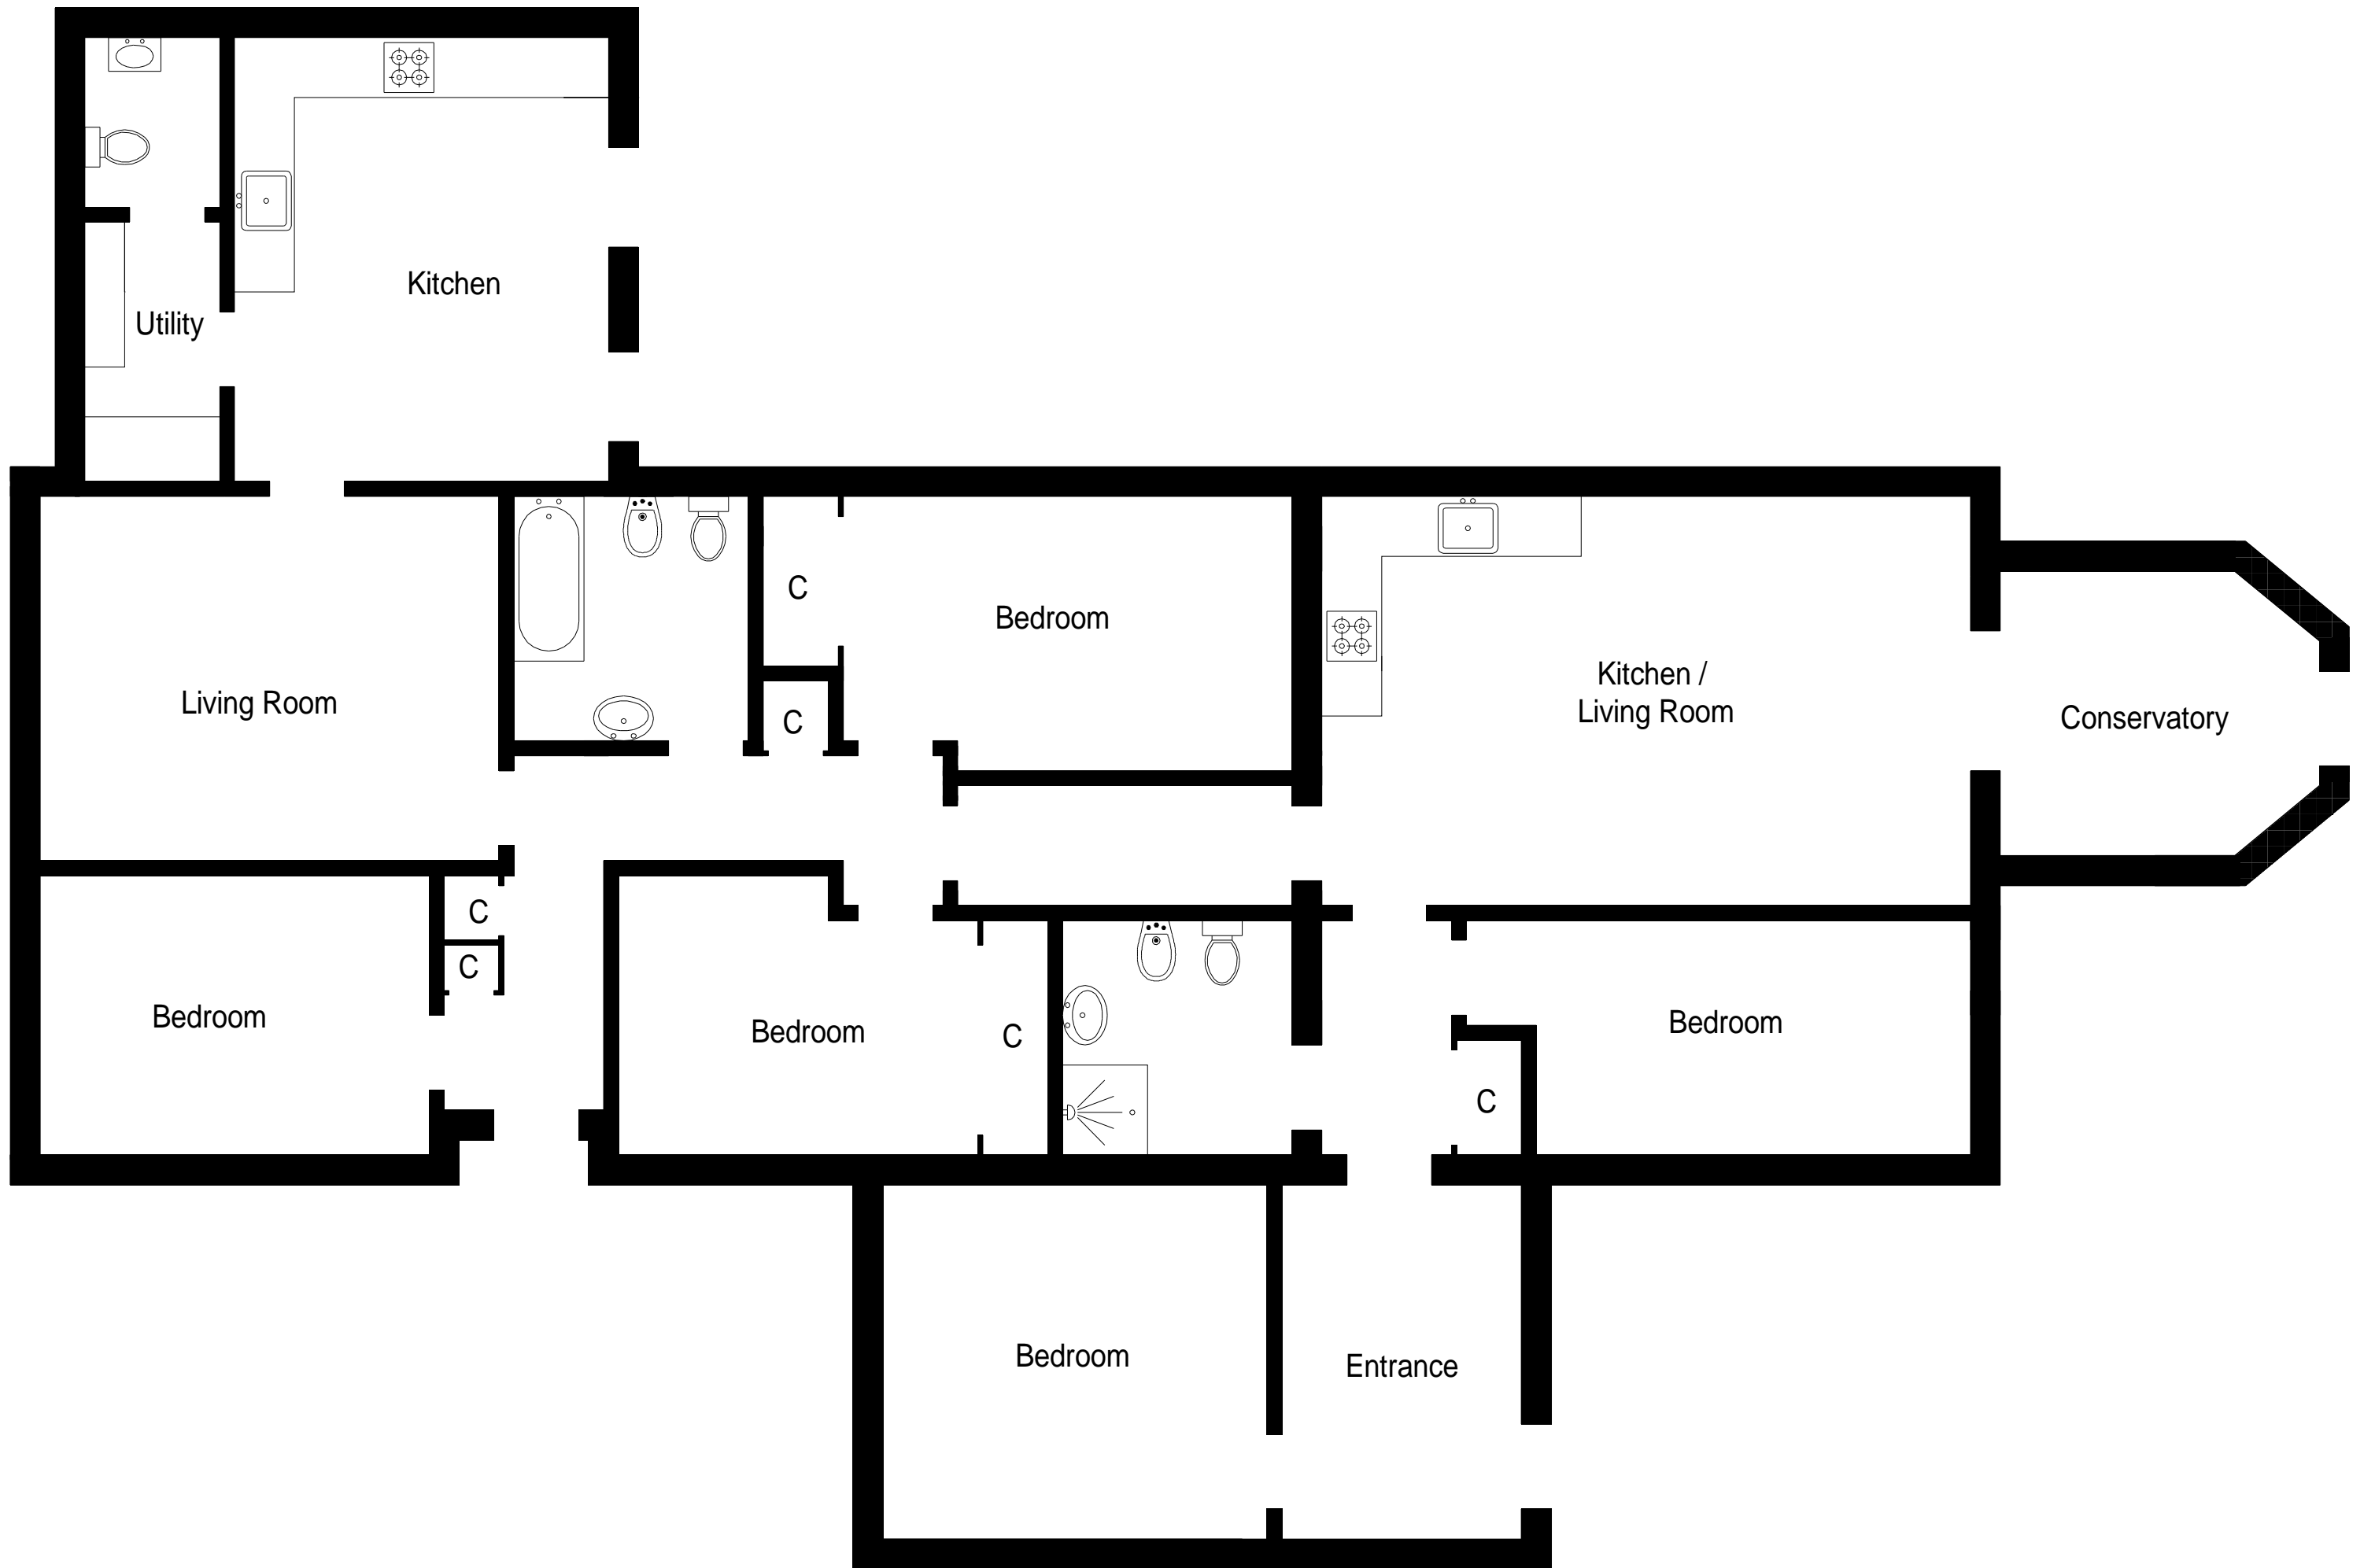 Kitchen
Utility
C
Bedroom
Kitchen /
Living Room
Living Room
C
Conservatory
C
C
Bedroom
Bedroom
C
Bedroom
C
Bedroom
Entrance